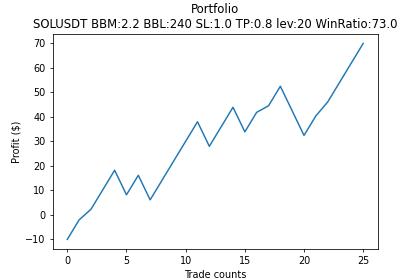 Portfolio
SOLUSDT BBM:2.2 BBL:240 SL:1.0 TP:0.8 lev:20 WinRatio:73.0
70
60
50
40
30
20
10
0
−10
Profit ($)
0 5 10 15 20 25
Trade counts